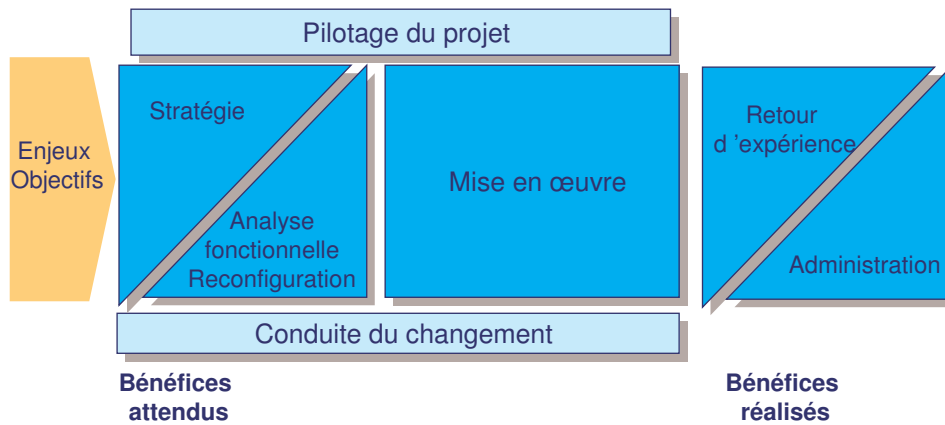 Pilotage du projet
Enjeux
Objectifs
Stratégie
Analyse
fonctionnelle
Reconfiguration
Mise en œuvre
Retour
d ’expérience
Administration
Conduite du changement
Bénéfices
attendus
Bénéfices
réalisés